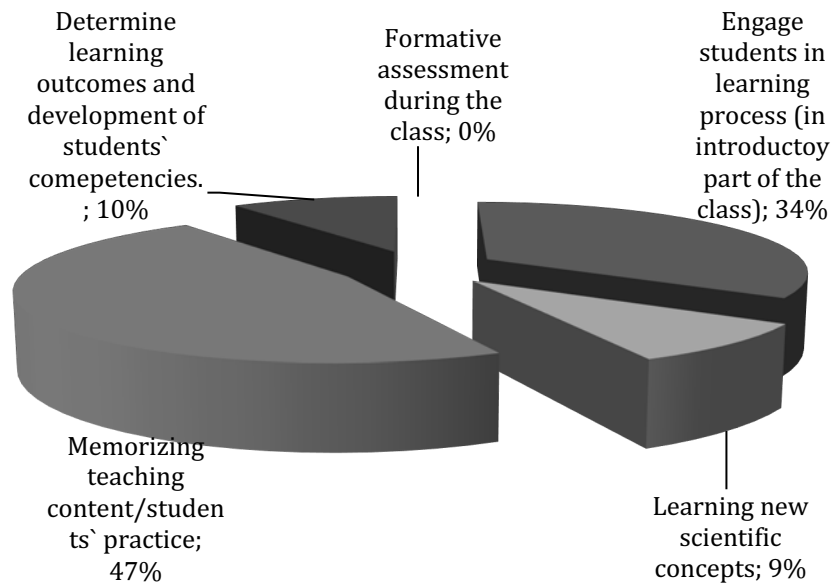 Determine
learning
outcomes and
development of
students`
comepetencies.
; 10%
Formative
assessment
during the
class; 0%
Engage
students in
learning
process (in
introductoy
part of the
class); 34%
Memorizing
teaching
content/studen
ts` practice;
47%
Learning new
scientific
concepts; 9%